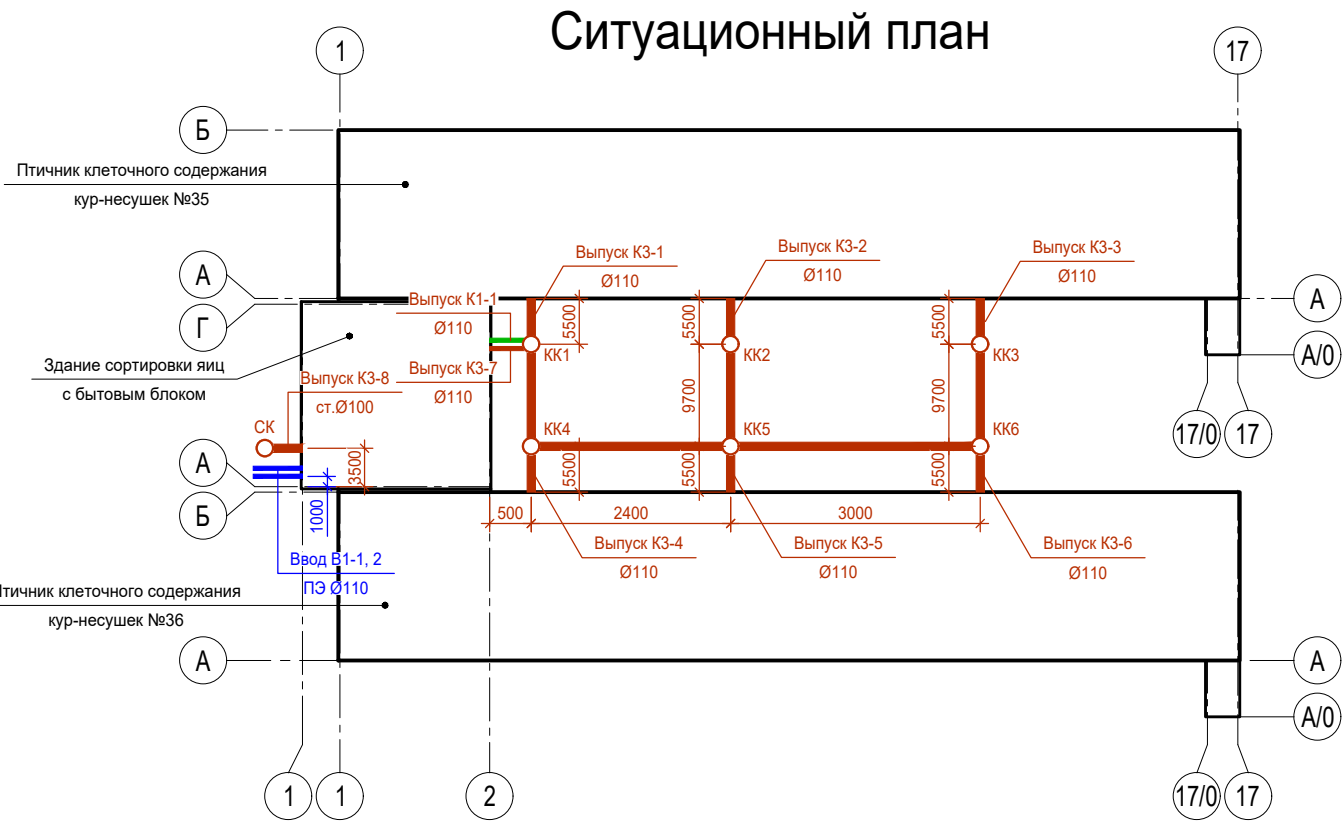 Ситуационный план
1
17
Б
Птичник клеточного содержания
кур-несушек №35
А
Г
Выпуск К3-1
Ø110
Выпуск К3-2
Ø110
Выпуск К3-3
Ø110
Выпуск К1-1
Ø110
5500
5500
5500
А
А/0
КК1
КК2
КК3
Здание сортировки яиц
с бытовым блоком
Выпуск К3-7
Ø110
Выпуск К3-8
ст.Ø100
9700
9700
17/0
17
СК
КК4
КК5
КК6
3500
5500
5500
5500
А
Б
1000
500
2400
3000
Ввод В1-1, 2
ПЭ Ø110
Выпуск К3-4
Ø110
Выпуск К3-5
Ø110
Выпуск К3-6
Ø110
тичник клеточного содержания
кур-несушек №36
А
А
А/0
1
1
2
17/0
17